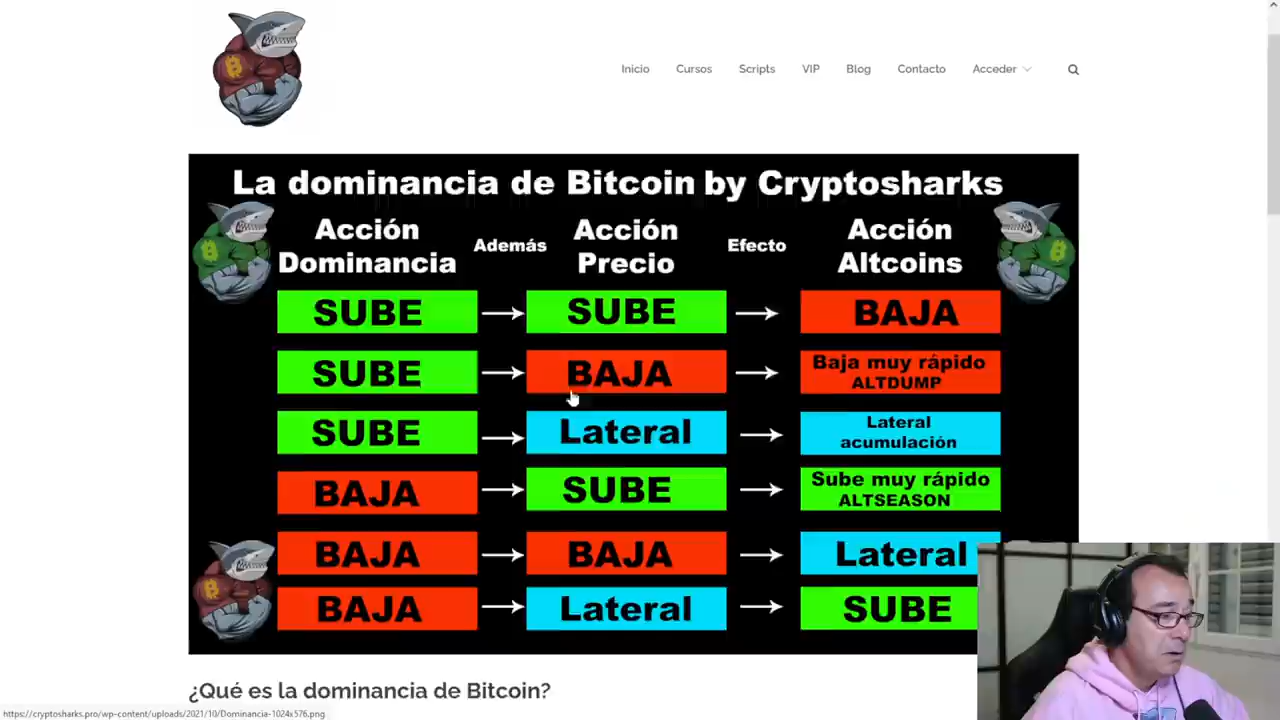 Inicio Cursos Scripts VIP Blog Contacto Acceder
La dominancia de Bitcoin by Cryptosharks
Acción Dominancia
Además
Acción Precio
Efecto
Acción Altcoins
SUBE SUBE BAJA
SUBE BAJA Baja muy rápido
ALTDUMP
SUBE Lateral Lateral
acumulación
BAJA SUBE Sube muy rápido
ALTSEASON
BAJA BAJA Lateral
BAJA Lateral SUBE
¿Qué es la dominancia de Bitcoin?
https://cryptosharks.pro/wp-content/uploads/2021/10/Dominancia-1024x576.png